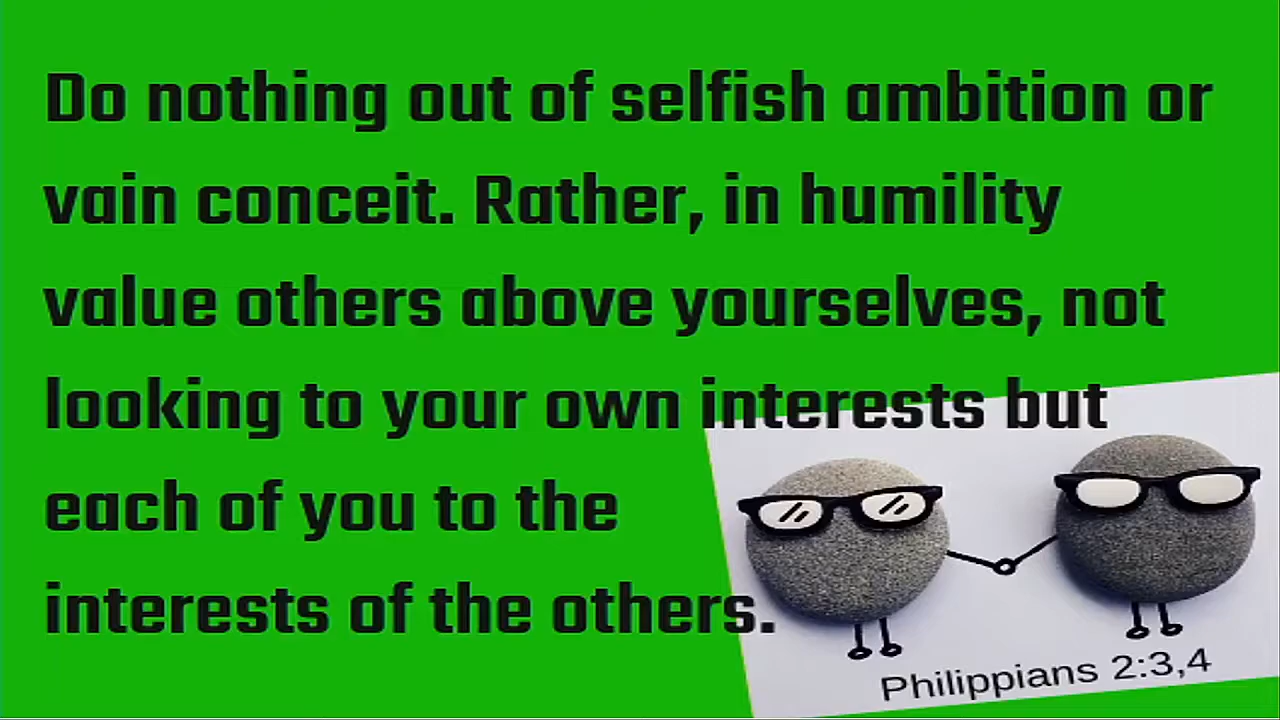 Do nothing out of selfish ambition or
vain conceit. Rather, in humility
value others above yourselves, not
looking to your own interests but
each of you to the
interests of the others.
Philippians 2:3,4